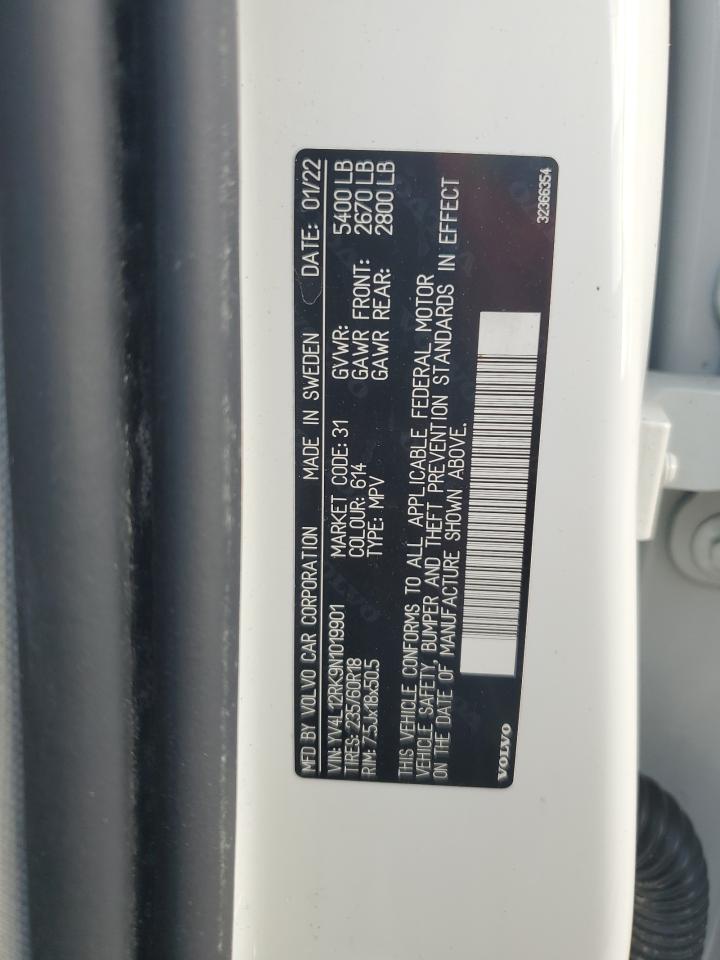 MFD BY VOLVO CAR CORPORATION MADE IN SWEDEN DATE: 01/22
VIN: YV4L12RK9N1019901 MARKET CODE: 31 GVWR: 5400 LB
TIRES: 235/60R18 COLOUR: 614 GAWR FRONT: 2670 LB
RIM: 7.5Jx18x50.5 TYPE: MPV GAWR REAR: 2800 LB
THIS VEHICLE CONFORMS TO ALL APPLICABLE FEDERAL MOTOR
VEHICLE SAFETY, BUMPER AND THEFT PREVENTION STANDARDS IN EFFECT
ON THE DATE OF MANUFACTURE SHOWN ABOVE.
VOLVO
32366354